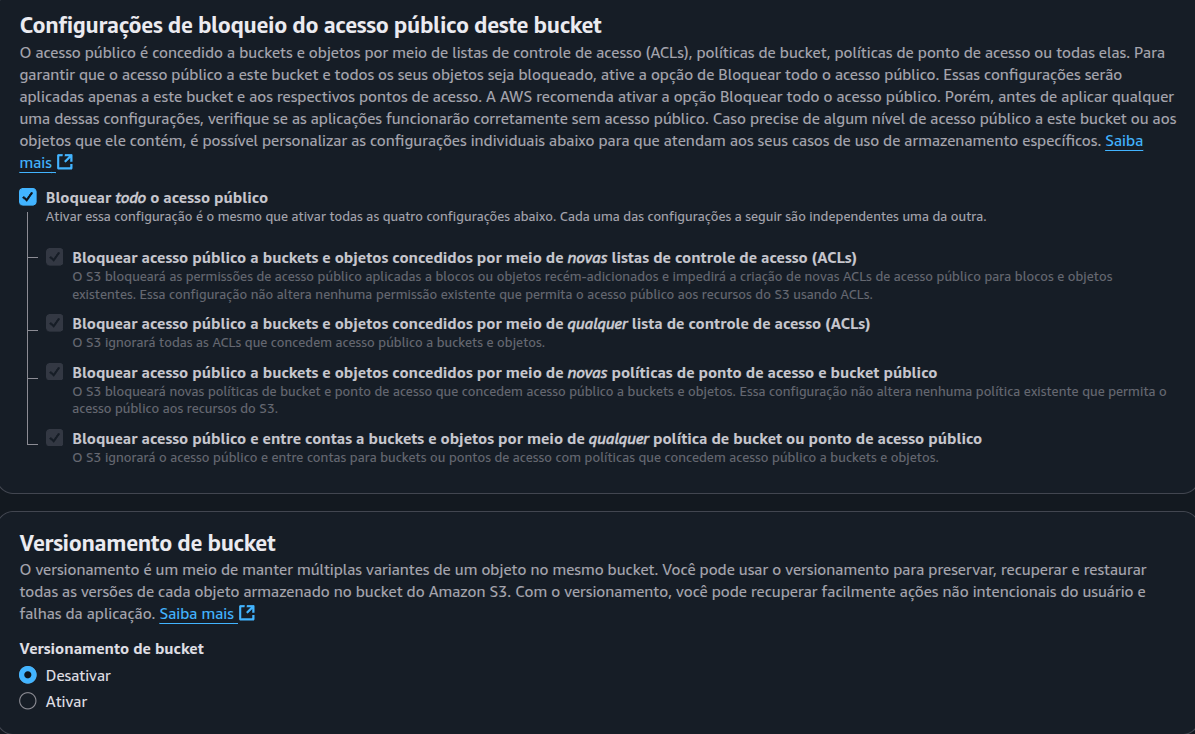 Configurações de bloqueio do acesso público deste bucket
O acesso público é concedido a buckets e objetos por meio de listas de controle de acesso (ACLs), políticas de bucket, políticas de ponto de acesso ou todas elas. Para
garantir que o acesso público a este bucket e todos os seus objetos seja bloqueado, ative a opção de Bloquear todo o acesso público. Essas configurações serão
aplicadas apenas a este bucket e aos respectivos pontos de acesso. A AWS recomenda ativar a opção Bloquear todo o acesso público. Porém, antes de aplicar qualquer
uma dessas configurações, verifique se as aplicações funcionarão corretamente sem acesso público. Caso precise de algum nível de acesso público a este bucket ou aos
objetos que ele contém, é possível personalizar as configurações individuais abaixo para que atendam aos seus casos de uso de armazenamento específicos. Saiba
mais
Bloquear todo o acesso público
Ativar essa configuração é o mesmo que ativar todas as quatro configurações abaixo. Cada uma das configurações a seguir são independentes uma da outra.
Bloquear acesso público a buckets e objetos concedidos por meio de novas listas de controle de acesso (ACLs)
O S3 bloqueará as permissões de acesso público aplicadas a blocos ou objetos recém-adicionados e impedirá a criação de novas ACLs de acesso público para blocos e objetos
existentes. Essa configuração não altera nenhuma permissão existente que permita o acesso público aos recursos do S3 usando ACLs.
Bloquear acesso público a buckets e objetos concedidos por meio de qualquer lista de controle de acesso (ACLs)
O S3 ignorará todas as ACLs que concedem acesso público a buckets e objetos.
Bloquear acesso público a buckets e objetos concedidos por meio de novas políticas de ponto de acesso e bucket público
O S3 bloqueará novas políticas de bucket e ponto de acesso que concedem acesso público a buckets e objetos. Essa configuração não altera nenhuma política existente que permita o
acesso público aos recursos do S3.
Bloquear acesso público e entre contas a buckets e objetos por meio de qualquer política de bucket ou ponto de acesso público
O S3 ignorará o acesso público e entre contas para buckets ou pontos de acesso com políticas que concedem acesso público a buckets e objetos.
Versionamento de bucket
O versionamento é um meio de manter múltiplas variantes de um objeto no mesmo bucket. Você pode usar o versionamento para preservar, recuperar e restaurar
todas as versões de cada objeto armazenado no bucket do Amazon S3. Com o versionamento, você pode recuperar facilmente ações não intencionais do usuário e
falhas da aplicação. Saiba mais
Versionamento de bucket
Desativar
Ativar